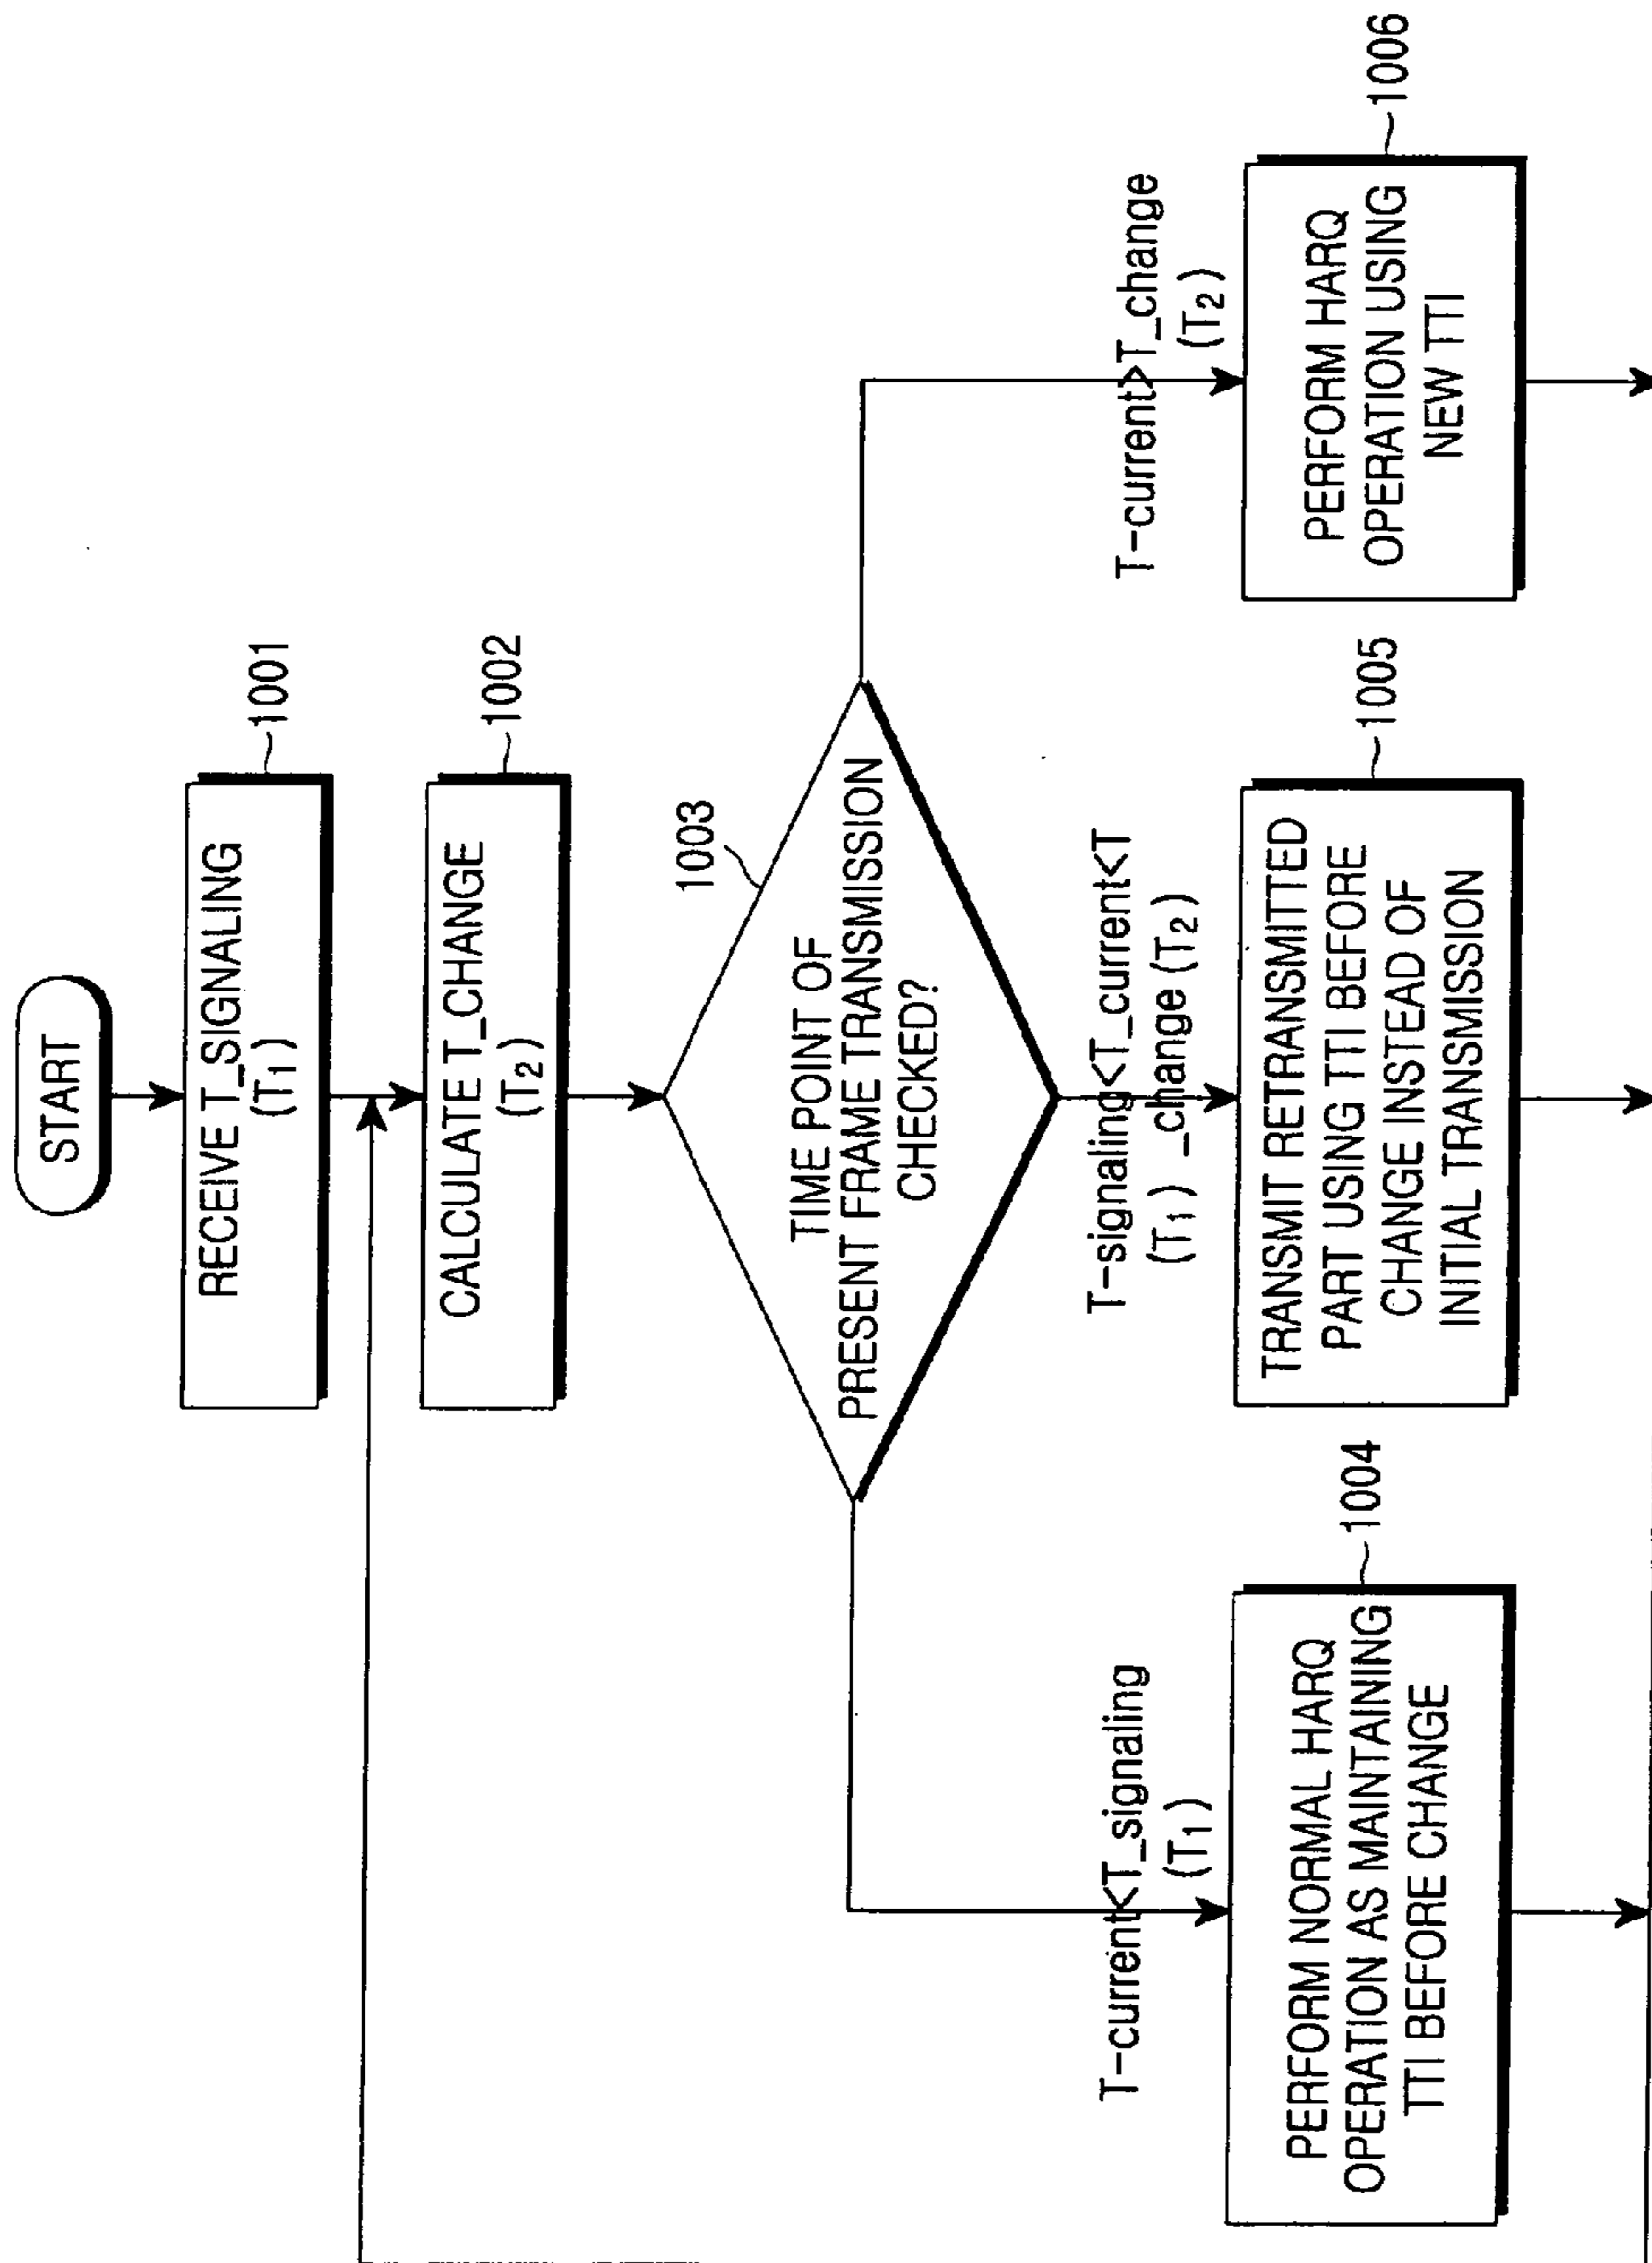 START
RECEIVE T_SIGNALING
(T1)
1001
CALCULATE T_CHANGE
(T2)
1002
1003
TIME POINT OF
PRESENT FRAME TRANSMISSION
CHECKED?
T-current<T_signaling
(T1)
T-signaling<T_current<T
(T1) _change (T2)
T-current>T_change
(T2)
PERFORM NORMAL HARQ
OPERATION AS MAINTAINING
TTI BEFORE CHANGE
1004
TRANSMIT RETRANSMITTED
PART USING TTI BEFORE
CHANGE INSTEAD OF
INITIAL TRANSMISSION
1005
PERFORM HARQ
OPERATION USING
NEW TTI
1006